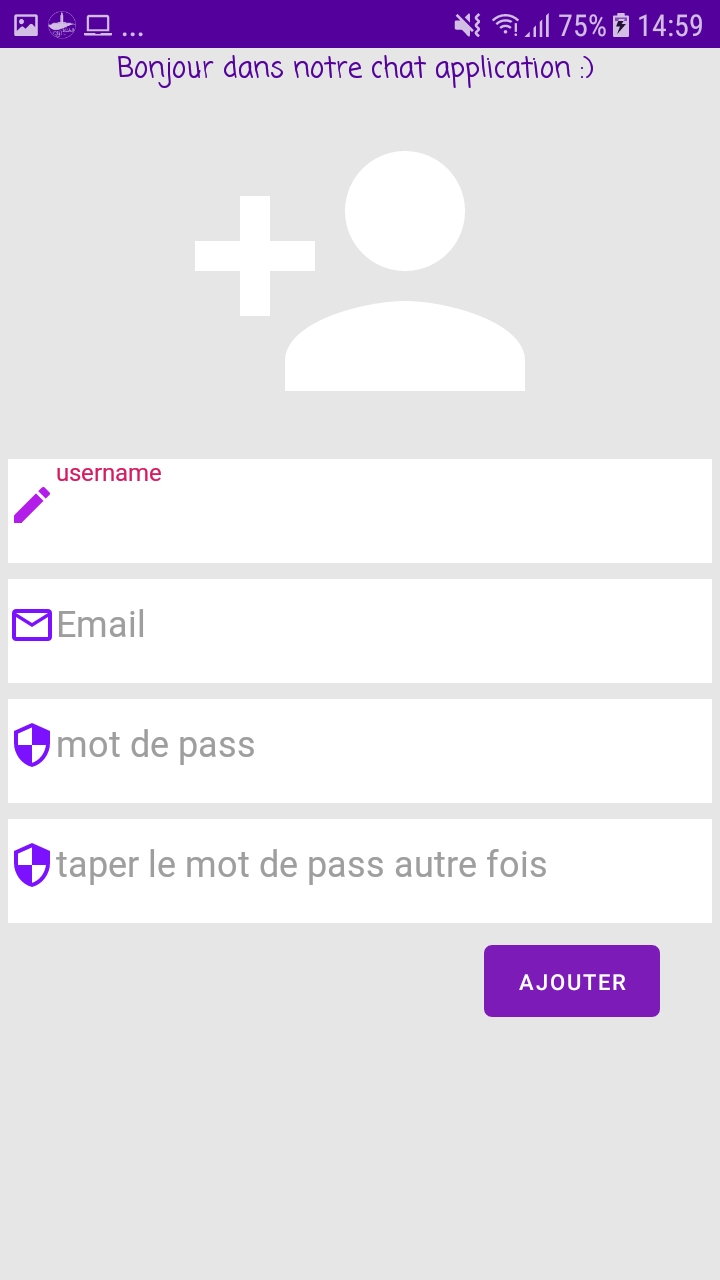 ... 75% 14:59
Bonjour dans notre chat application :)
username
Email
mot de pass
taper le mot de pass autre fois
AJOUTER